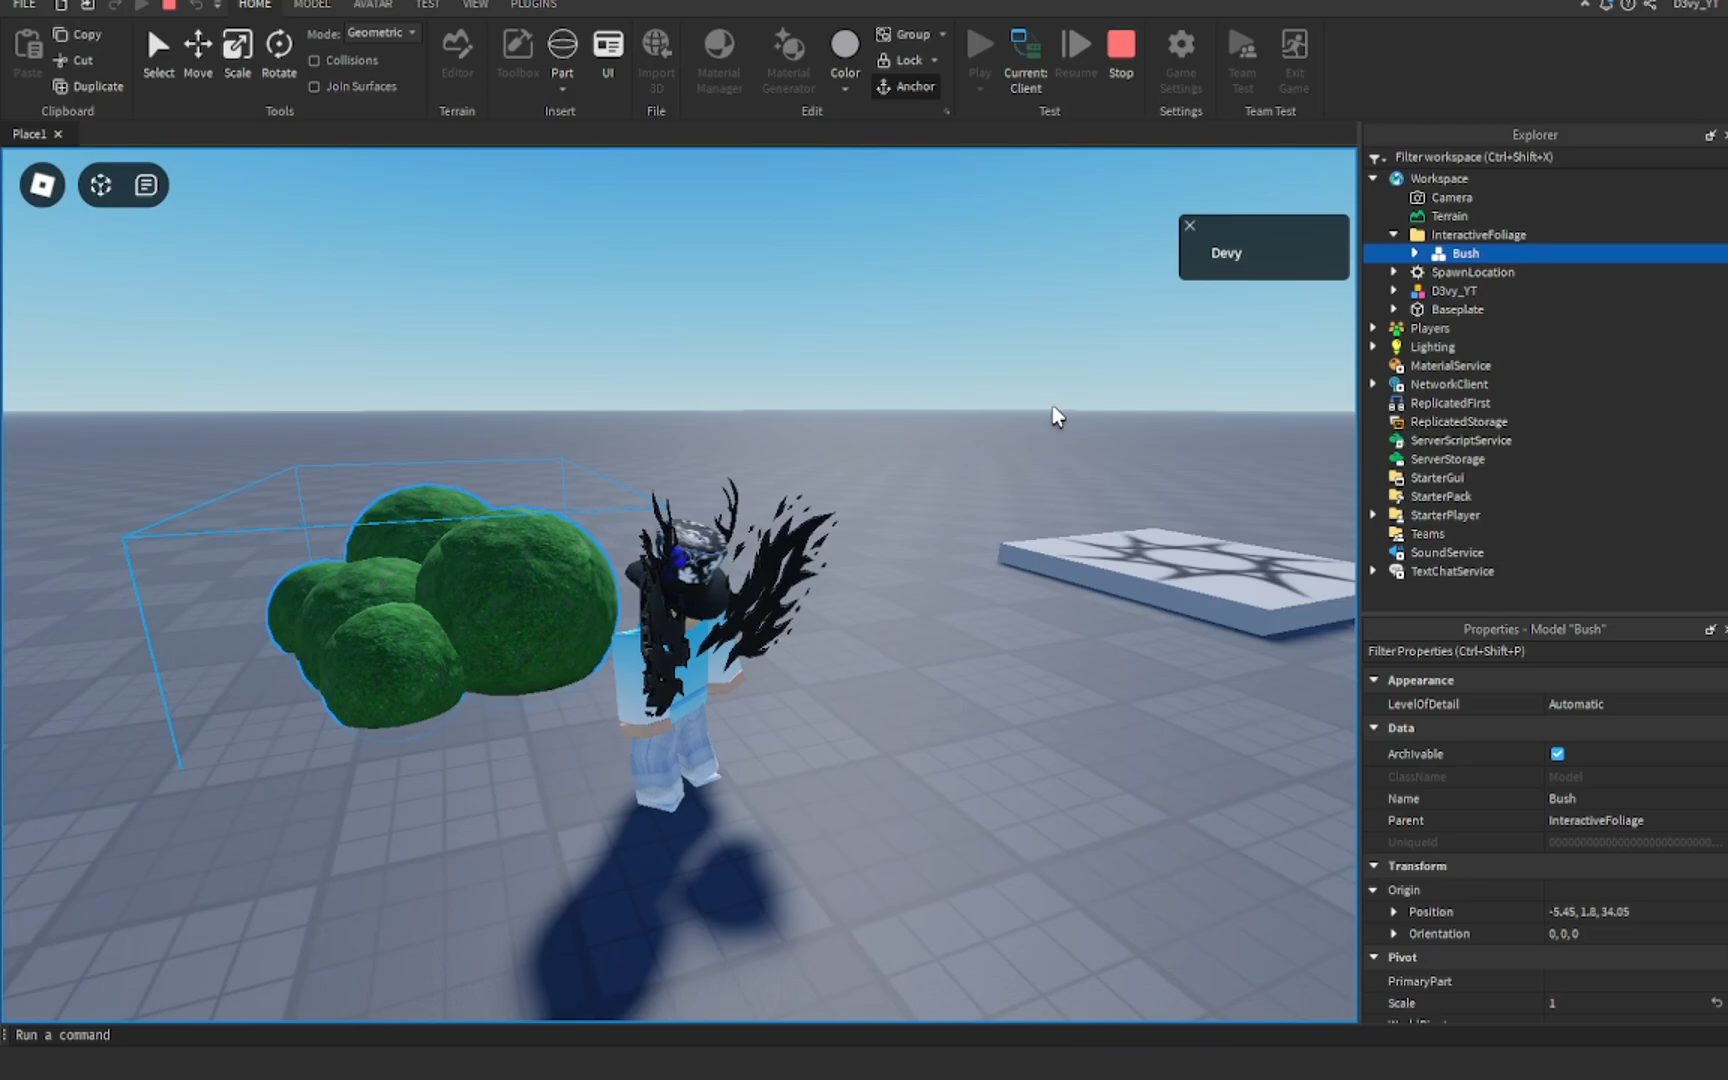 FILE HOME MODEL AVATAR TEST VIEW PLUGINS D3vy_YT
Copy
Cut
Duplicate
Paste
Clipboard
Select Move Scale Rotate
Mode: Geometric
Collisions
Join Surfaces
Tools
Editor
Terrain
Toolbox Part UI
Insert
Import 3D
File
Material Manager
Material Generator
Color
Group
Lock
Anchor
Edit
Play
Current: Client
Resume
Stop
Test
Game Settings
Settings
Team Test
Exit Game
Team Test
Place1
Devy
Explorer
Filter workspace (Ctrl+Shift+X)
Workspace
Camera
Terrain
InteractiveFoliage
Bush
SpawnLocation
D3vy_YT
Baseplate
Players
Lighting
MaterialService
NetworkClient
ReplicatedFirst
ReplicatedStorage
ServerScriptService
ServerStorage
StarterGui
StarterPack
StarterPlayer
Teams
SoundService
TextChatService
Properties - Model "Bush"
Filter Properties (Ctrl+Shift+P)
Appearance
LevelOfDetail Automatic
Data
Archivable
ClassName Model
Name Bush
Parent InteractiveFoliage
UniqueId
Transform
Origin
Position -5.45, 1.8, 34.05
Orientation 0, 0, 0
Pivot
PrimaryPart
Scale 1
Run a command